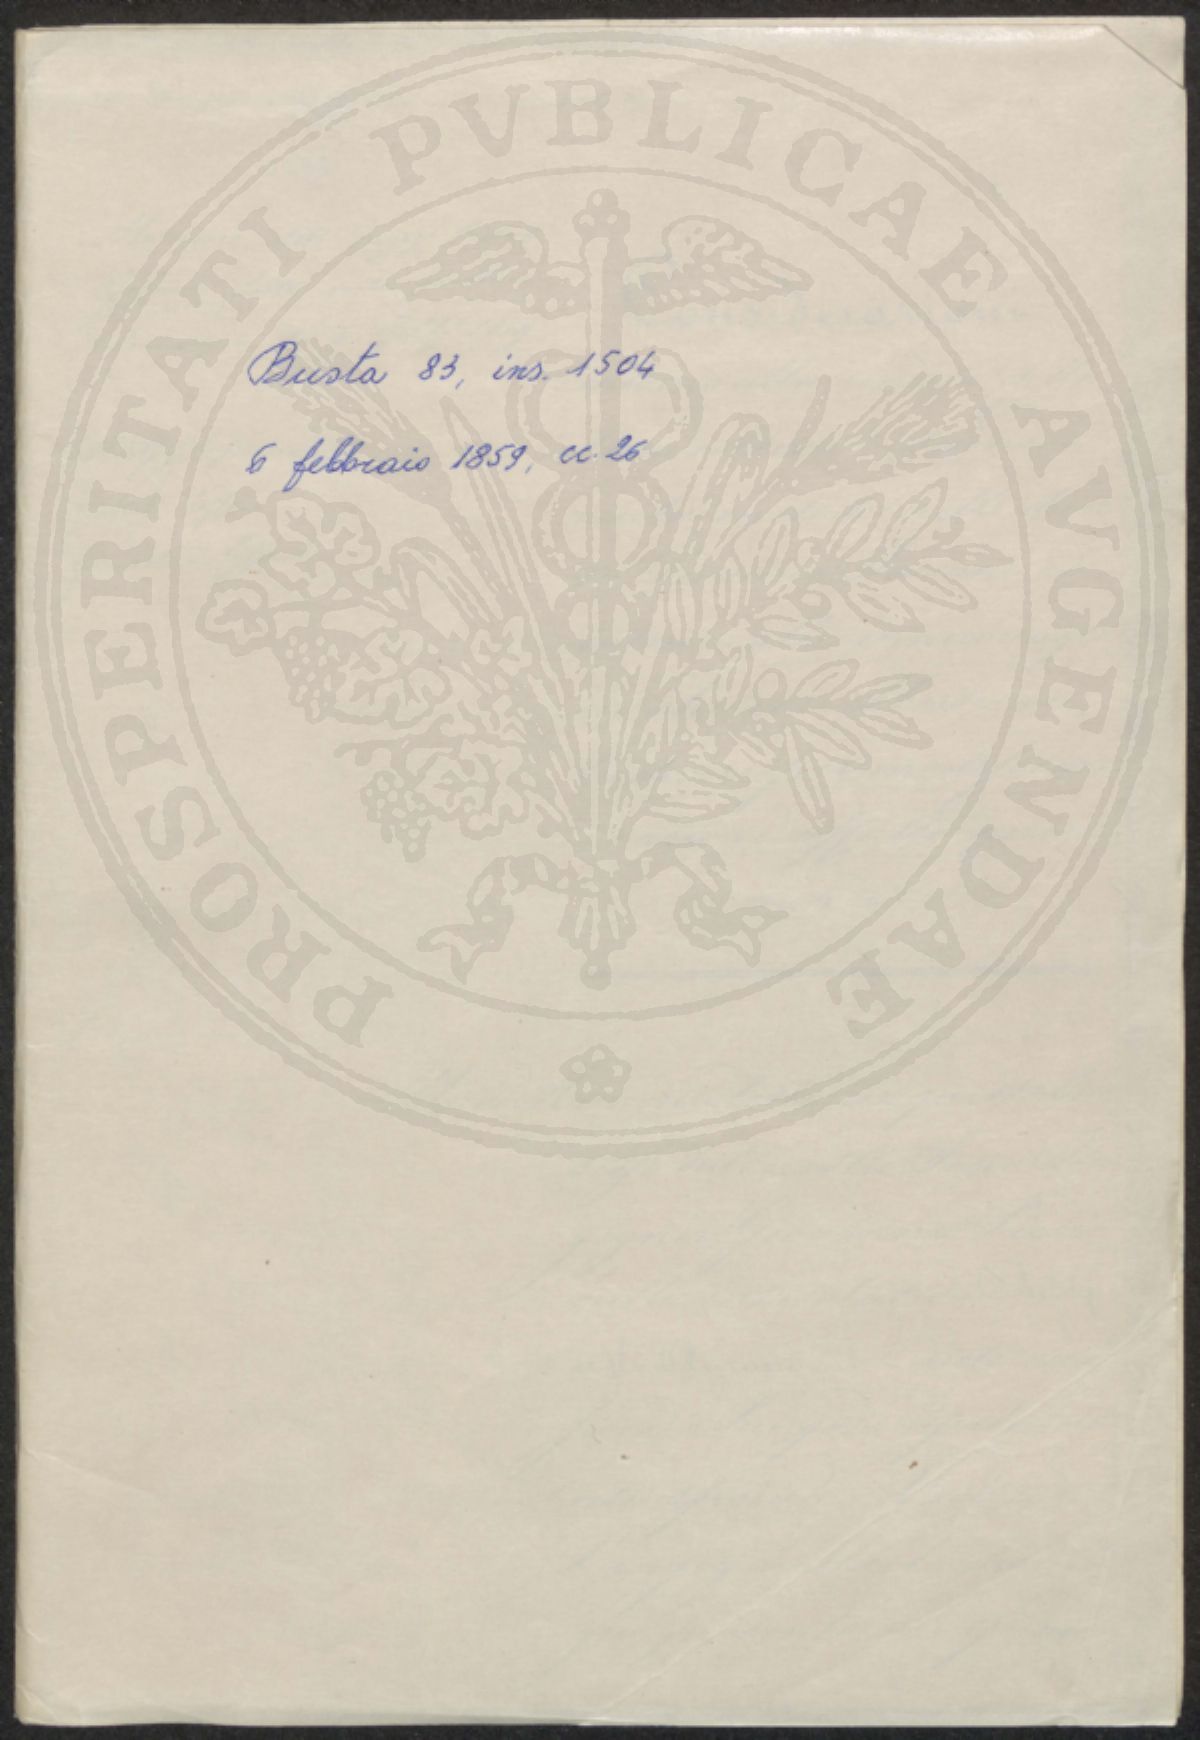 PROSPERITATI PVBLICAE AVGENDAE
Busta 83, ins. 1504
6 febbraio 1859, cc. 26